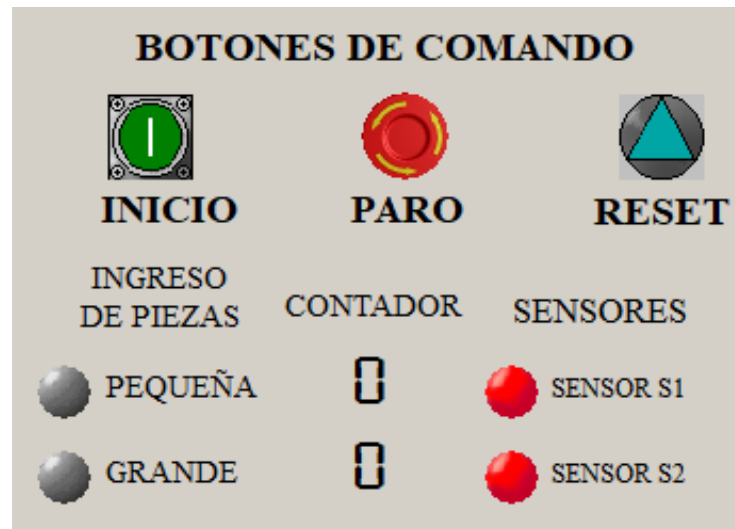 BOTONES DE COMANDO
INICIO PARO RESET
INGRESO
DE PIEZAS CONTADOR SENSORES
PEQUEÑA 0 SENSOR S1
GRANDE 0 SENSOR S2